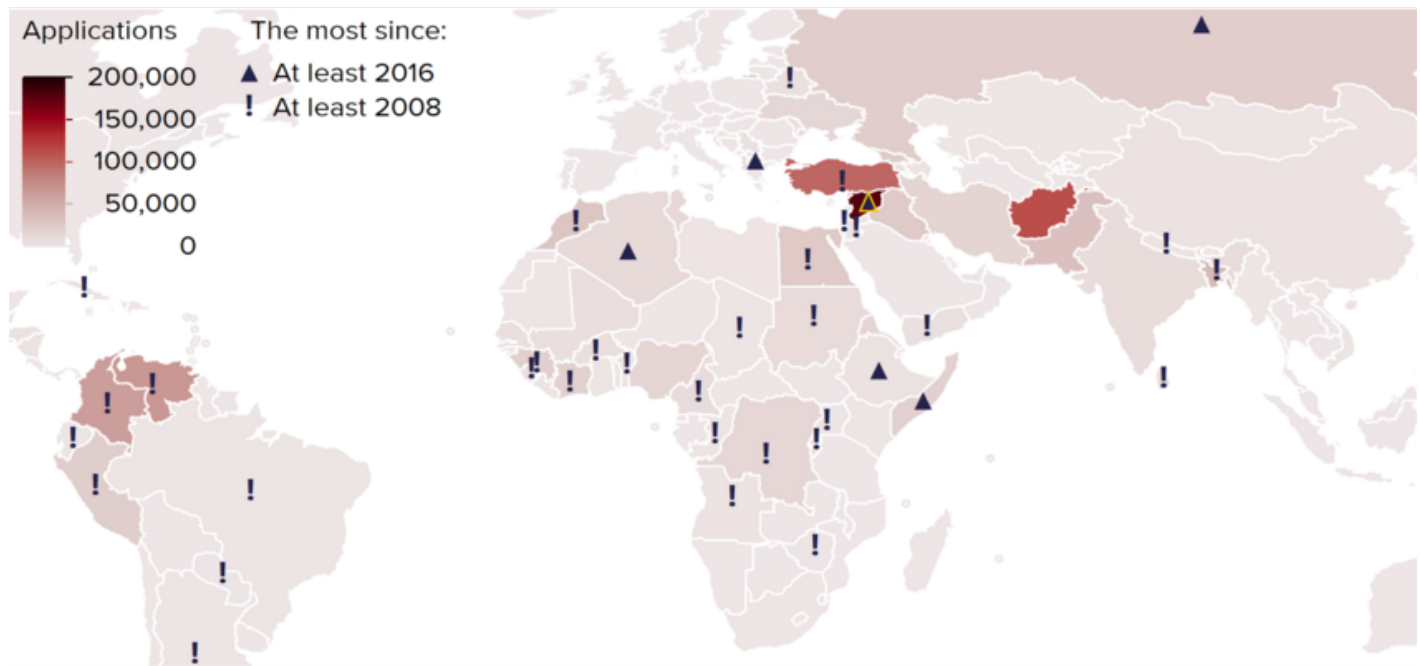 Applications
200,000
150,000
100,000
50,000
0
The most since:
At least 2016
! At least 2008